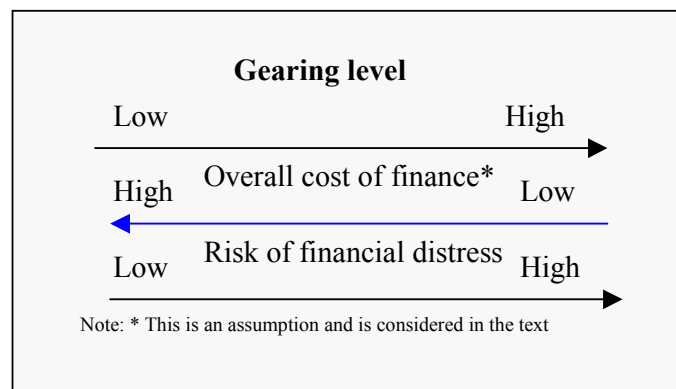 Gearing level
Low High
Overall cost of finance*
High Low
Risk of financial distress
Low High
Note: * This is an assumption and is considered in the text